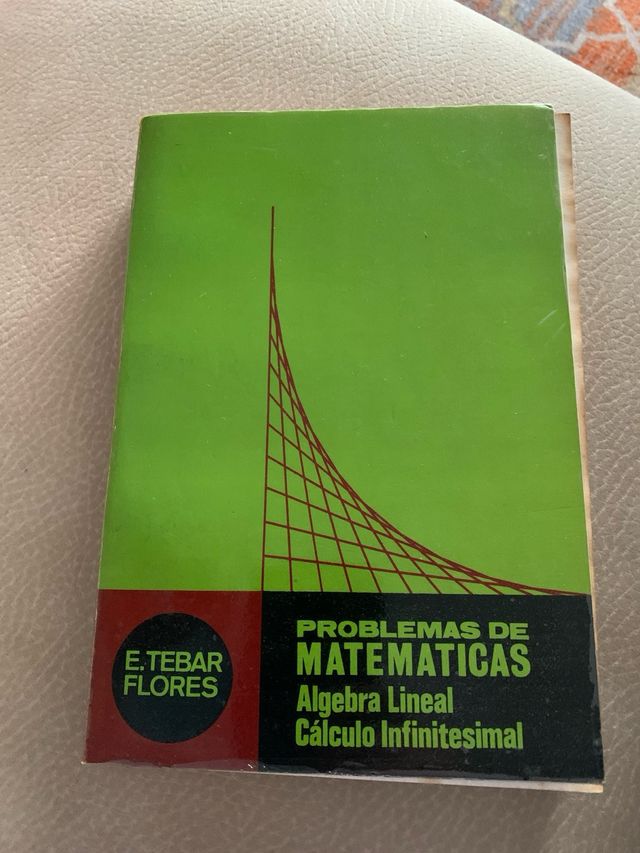 E. TEBAR
FLORES
PROBLEMAS DE
MATEMATICAS
Algebra Lineal
Cálculo Infinitesimal